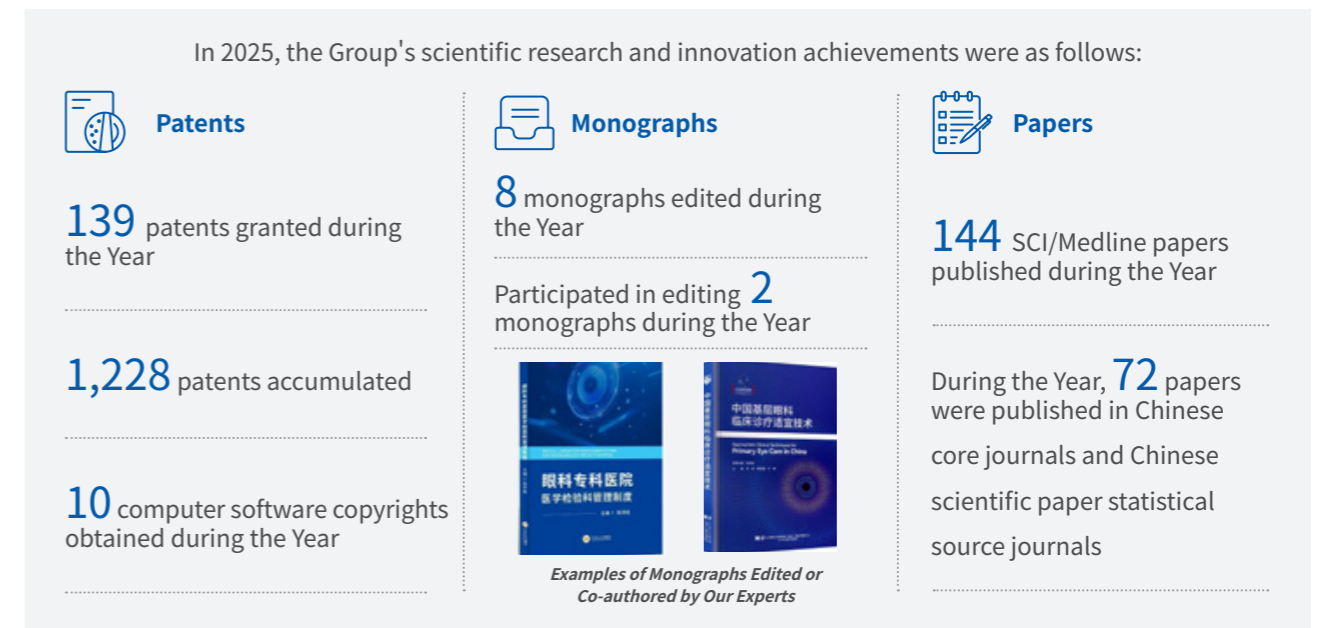 In 2025, the Group's scientific research and innovation achievements were as follows:
Patents
139 patents granted during
the Year
1,228 patents accumulated
10 computer software copyrights
obtained during the Year
Monographs
8 monographs edited during
the Year
Participated in editing 2
monographs during the Year
眼科专科医院
医学检验科管理制度
中国基层眼科
临床诊疗适宜技术
Appropriate Clinical Techniques for
Primary Eye Care in China
Examples of Monographs Edited or
Co-authored by Our Experts
Papers
144 SCI/Medline papers
published during the Year
During the Year, 72 papers
were published in Chinese
core journals and Chinese
scientific paper statistical
source journals